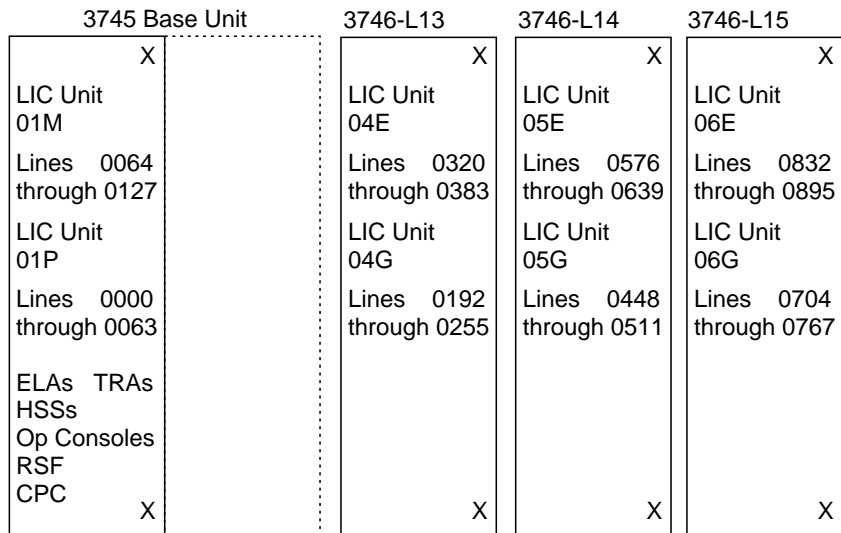 3745 Base Unit
X
LIC Unit
01M
Lines 0064
through 0127
LIC Unit
01P
Lines 0000
through 0063
ELAs TRAs
HSSs
Op Consoles
RSF
CPC
X
3746-L13
X
LIC Unit
04E
Lines 0320
through 0383
LIC Unit
04G
Lines 0192
through 0255
X
3746-L14
X
LIC Unit
05E
Lines 0576
through 0639
LIC Unit
05G
Lines 0448
through 0511
X
3746-L15
X
LIC Unit
06E
Lines 0832
through 0895
LIC Unit
06G
Lines 0704
through 0767
X